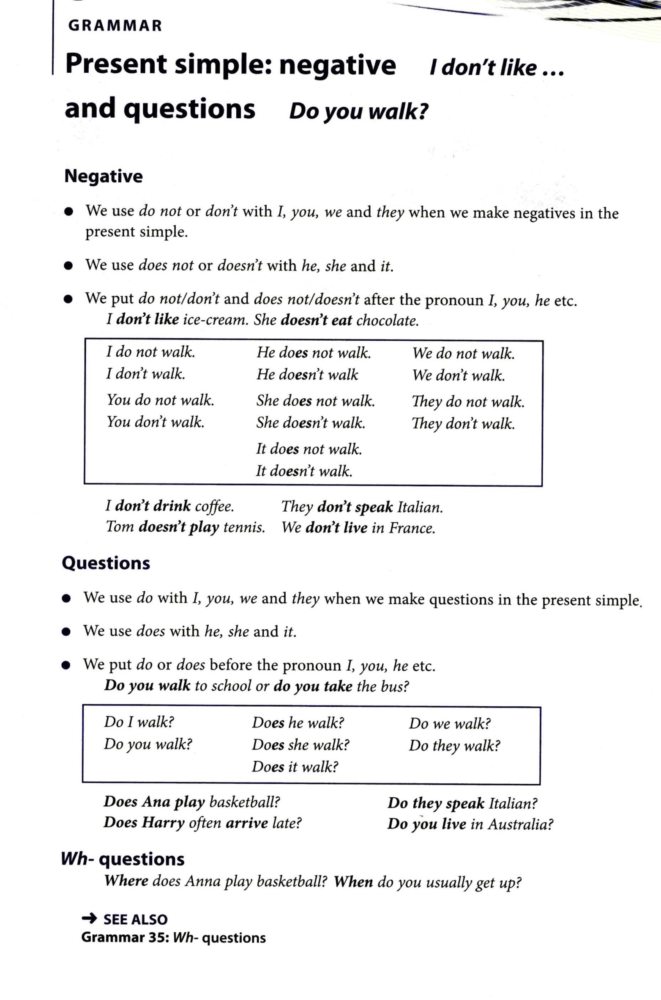 GRAMMAR
Present simple: negative I don't like ...
and questions Do you walk?
Negative
● We use do not or don't with I, you, we and they when we make negatives in the
present simple.
● We use does not or doesn't with he, she and it.
● We put do not/don't and does not/doesn't after the pronoun I, you, he etc.
I don't like ice-cream. She doesn't eat chocolate.
I do not walk. He does not walk. We do not walk.
I don't walk. He doesn't walk We don't walk.
You do not walk. She does not walk. They do not walk.
You don't walk. She doesn't walk. They don't walk.
It does not walk.
It doesn't walk.
I don't drink coffee. They don't speak Italian.
Tom doesn't play tennis. We don't live in France.
Questions
● We use do with I, you, we and they when we make questions in the present simple.
● We use does with he, she and it.
● We put do or does before the pronoun I, you, he etc.
Do you walk to school or do you take the bus?
Do I walk? Does he walk? Do we walk?
Do you walk? Does she walk? Do they walk?
Does it walk?
Does Ana play basketball? Do they speak Italian?
Does Harry often arrive late? Do you live in Australia?
Wh- questions
Where does Anna play basketball? When do you usually get up?
→ SEE ALSO
Grammar 35: Wh- questions